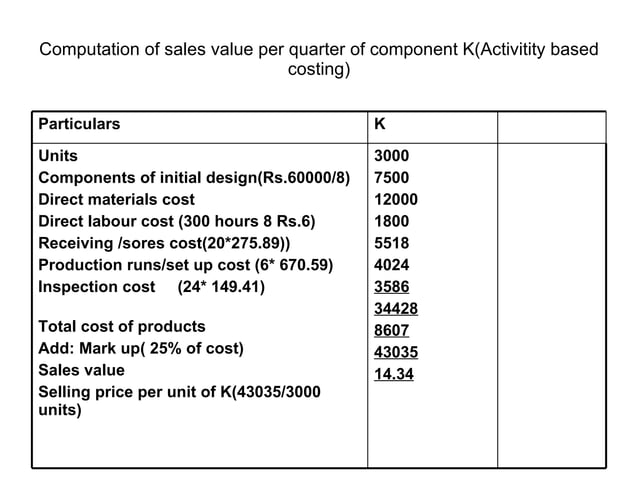 Computation of sales value per quarter of component K(Activitity based
costing)
Particulars
K
Units
3000
Components of initial design(Rs.60000/8)
7500
Direct materials cost
12000
Direct labour cost (300 hours 8 Rs.6)
1800
Receiving /sores cost(20*275.89))
5518
Production runs/set up cost (6* 670.59)
4024
Inspection cost (24* 149.41)
3586
34428
Total cost of products
8607
Add: Mark up( 25% of cost)
43035
Sales value
14.34
Selling price per unit of K(43035/3000
units)